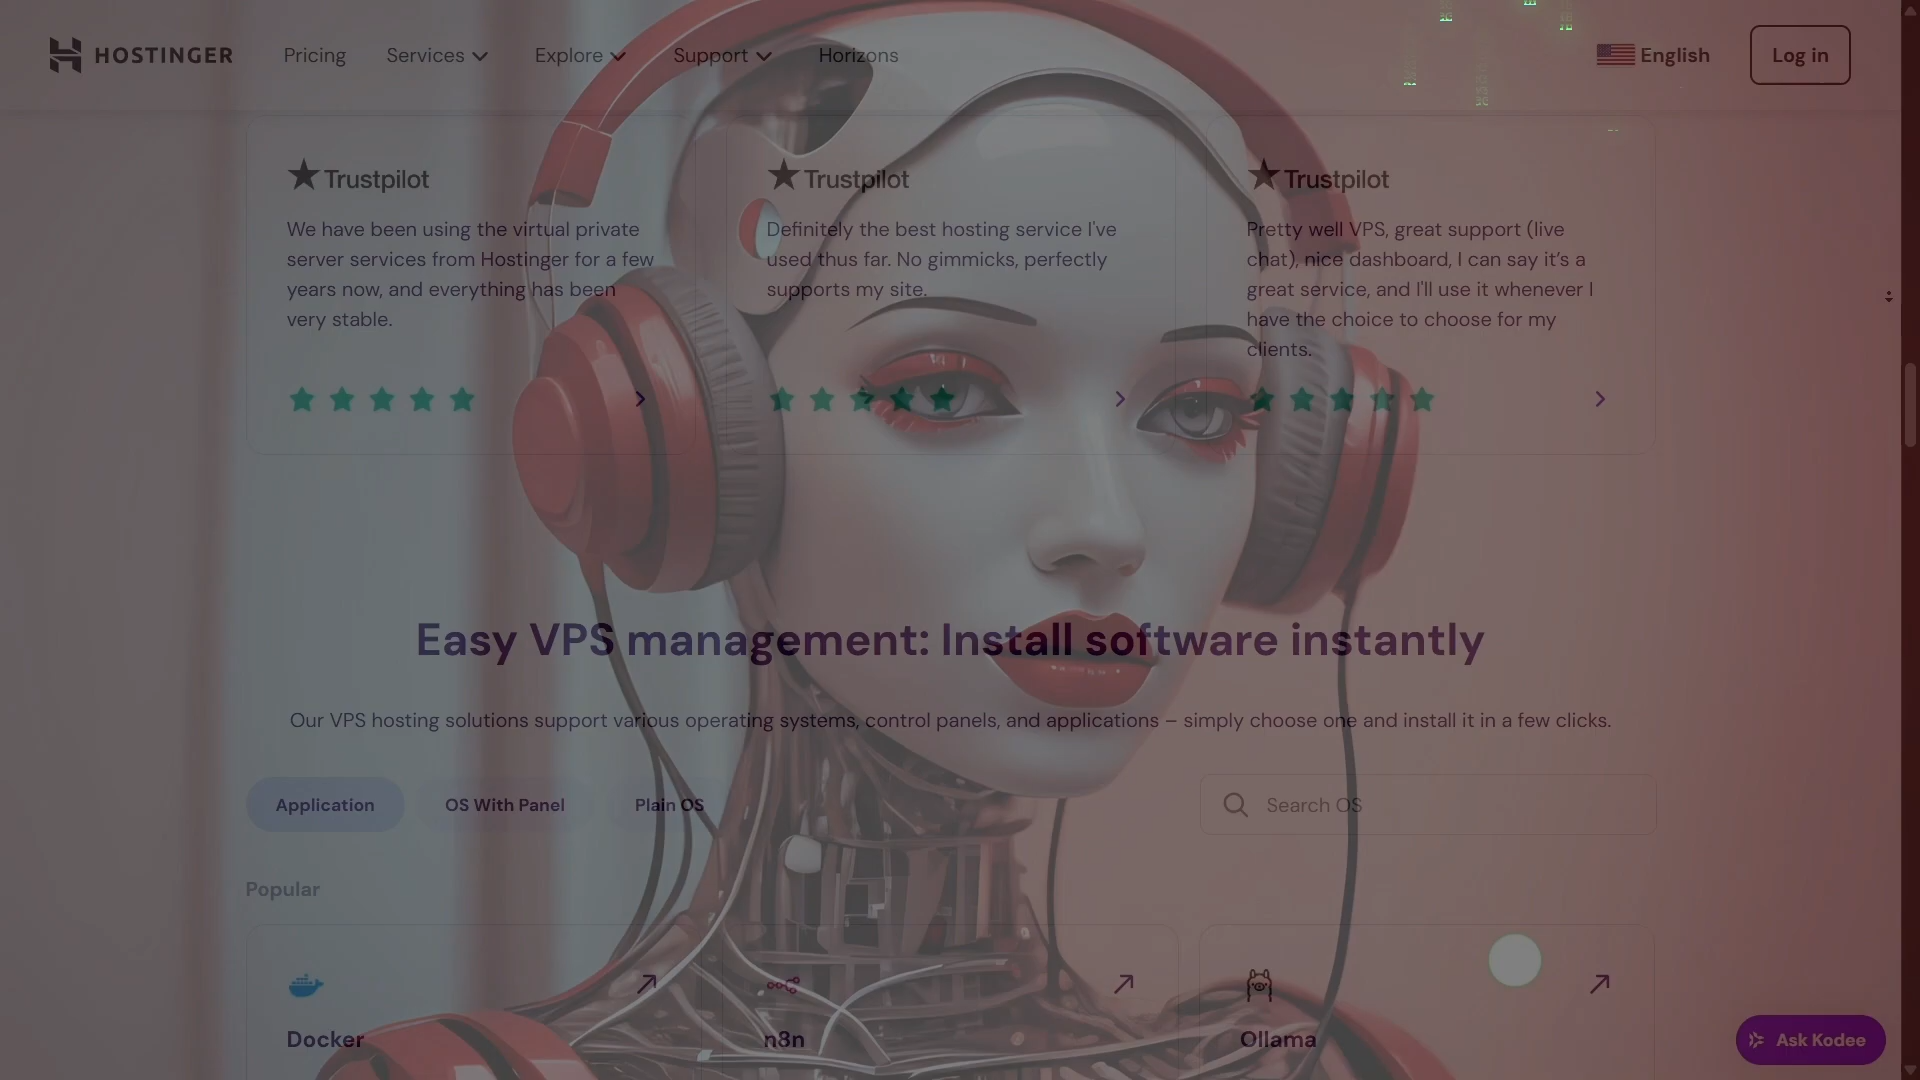 HOSTINGER
Pricing
Services
Explore
Support
Horizons
English
Log in
Trustpilot
We have been using the virtual private
server services from Hostinger for a few
years now, and everything has been
very stable.
Trustpilot
Definitely the best hosting service I've
used thus far. No gimmicks, perfectly
supports my site.
Trustpilot
Pretty well VPS, great support (live
chat), nice dashboard, I can say it’s a
great service, and I'll use it whenever I
have the choice to choose for my
clients.
Easy VPS management: Install software instantly
Our VPS hosting solutions support various operating systems, control panels, and applications – simply choose one and install it in a few clicks.
Application
OS With Panel
Plain OS
Search OS
Popular
Docker
n8n
Ollama
Ask Kodee